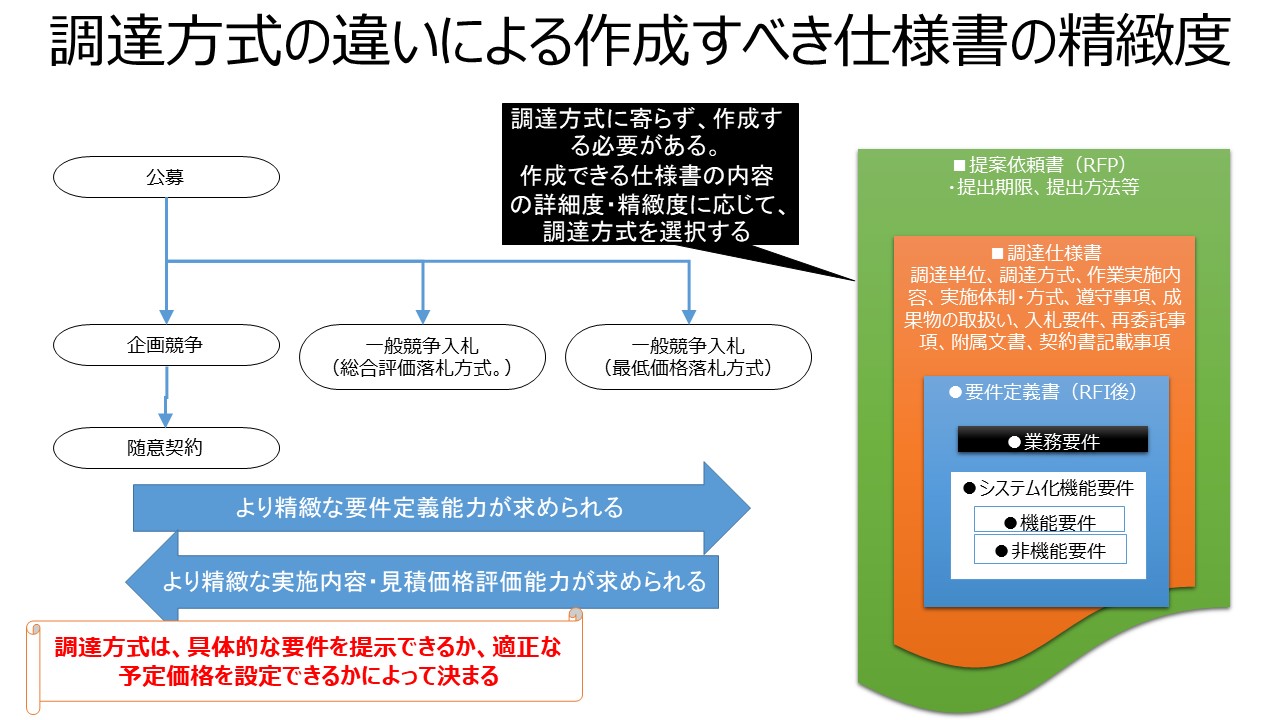 調達方式の違いによる作成すべき仕様書の精緻度
調達方式に寄らず、作成す
る必要がある。
作成できる仕様書の内容
の詳細度・精緻度に応じて、
調達方式を選択する
公募
企画競争
一般競争入札
（総合評価落札方式。）
一般競争入札
（最低価格落札方式）
随意契約
より精緻な要件定義能力が求められる
より精緻な実施内容・見積価格評価能力が求められる
調達方式は、具体的な要件を提示できるか、適正な
予定価格を設定できるかによって決まる
■提案依頼書（RFP）
・提出期限、提出方法等
■調達仕様書
調達単位、調達方式、作業実施内
容、実施体制・方式、遵守事項、成
果物の取扱い、入札要件、再委託事
項、附属文書、契約書記載事項
●要件定義書（RFI後）
●業務要件
●システム化機能要件
●機能要件
●非機能要件